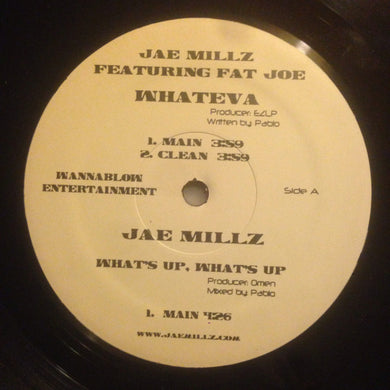 JAE MILLZ
FEATURING FAT JOE
WHATEVA
Producer: EZLP
Written by: Pablo
1. MAIN 3:59
2. CLEAN 3:59
WANNABLOW
ENTERTAINMENT
Side A
JAE MILLZ
WHAT'S UP, WHAT'S UP
Producer: Omen
Mixed by: Pablo
1. MAIN 4:26
WWW.JAEMILLZ.COM